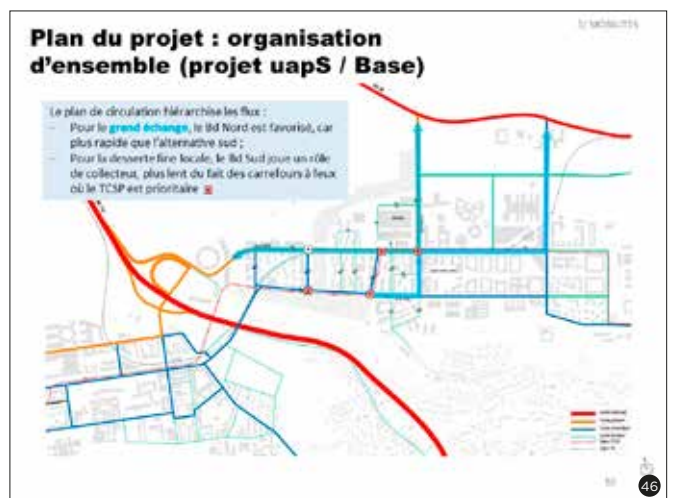 5/ MOBILITÉS
Plan du projet : organisation
d'ensemble (projet uapS / Base)
Le plan de circulation hiérarchise les flux :
- Pour le grand échange, le Bd Nord est favorisé, car
plus rapide que l'alternative sud ;
- Pour la desserte fine locale, le Bd Sud joue un rôle
de collecteur, plus lent du fait des carrefours à feux
où le TCSP est prioritaire
46